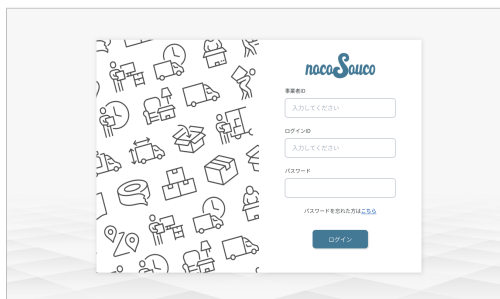 nocoSouco
事業者ID
入力してください
ログインID
入力してください
パスワード
パスワードを忘れた方はこちら
ログイン